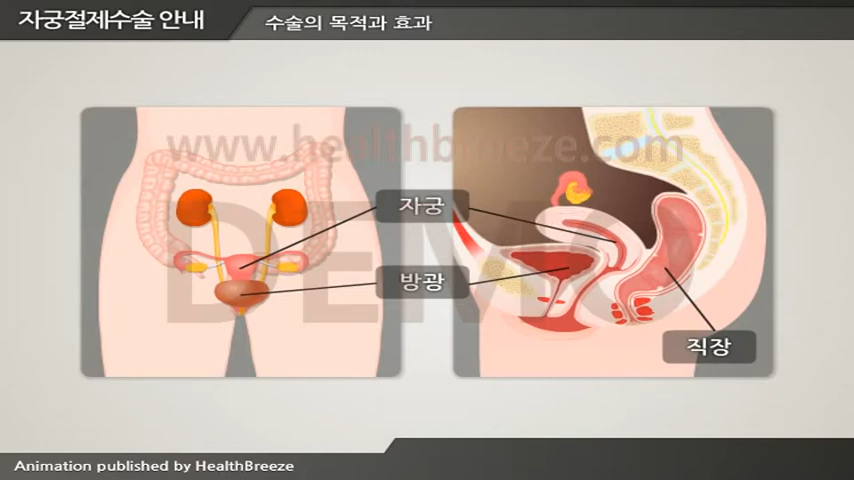 자궁절제수술 안내
수술의 목적과 효과
www.healthbreeze.com
DEMO
자궁
방광
직장
Animation published by HealthBreeze